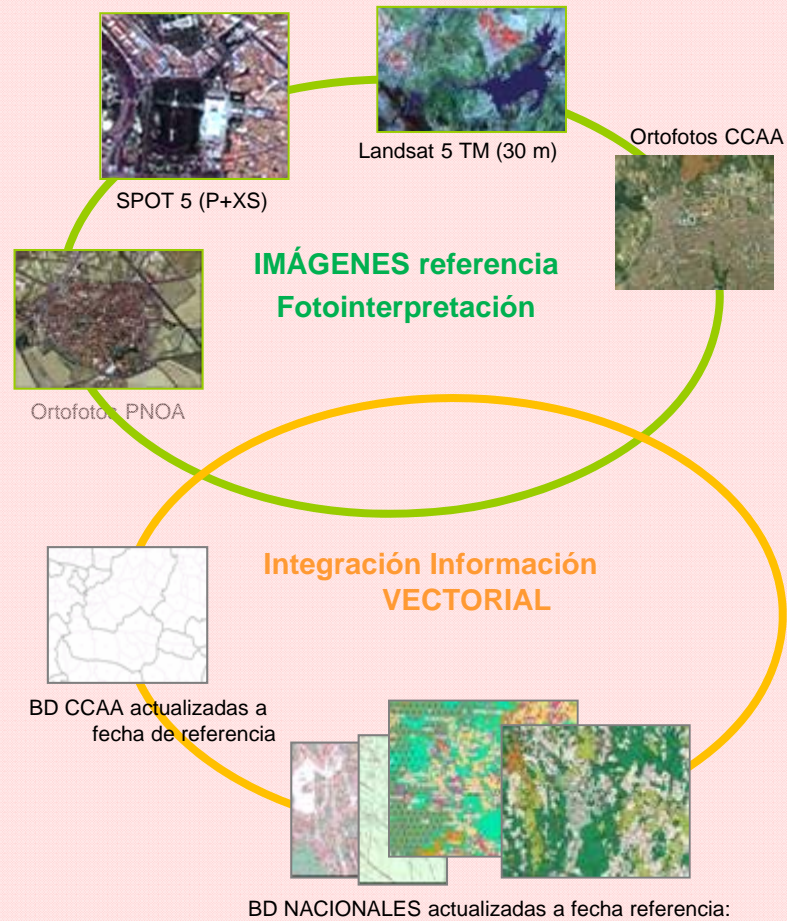 Landsat 5 TM (30 m)
Ortofotos CCAA
SPOT 5 (P+XS)
IMÁGENES referencia
Fotointerpretación
Ortofotos PNOA
Integración Información
VECTORIAL
BD CCAA actualizadas a
fecha de referencia
BD NACIONALES actualizadas a fecha referencia: